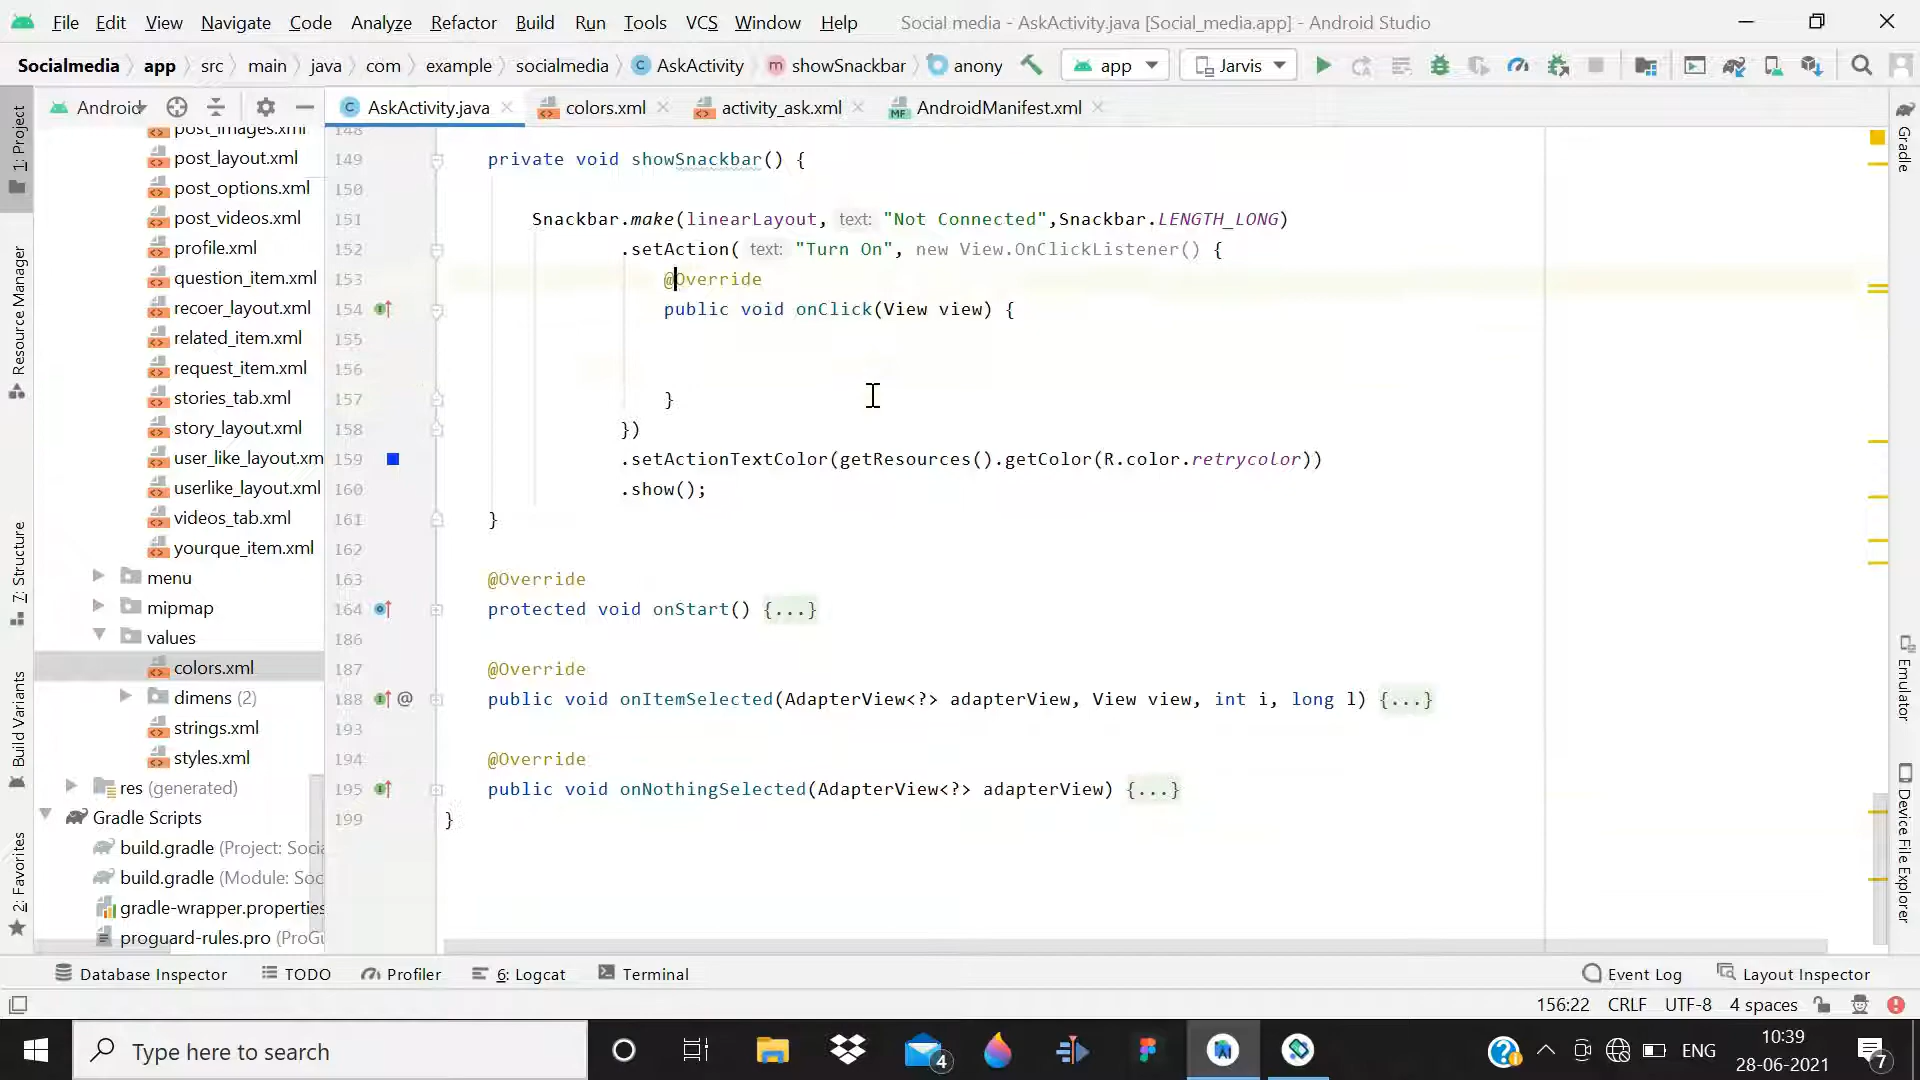 File Edit View Navigate Code Analyze Refactor Build Run Tools VCS Window Help Social media - AskActivity.java [Social_media.app] - Android Studio
Socialmedia app src main java com example socialmedia AskActivity showSnackbar anony app Jarvis
Android AskActivity.java colors.xml activity_ask.xml AndroidManifest.xml
1: Project
Resource Manager
7: Structure
Build Variants
2: Favorites
post_images.xml
post_layout.xml
post_options.xml
post_videos.xml
profile.xml
question_item.xml
recoer_layout.xml
related_item.xml
request_item.xml
stories_tab.xml
story_layout.xml
user_like_layout.xm
userlike_layout.xml
videos_tab.xml
yourque_item.xml
menu
mipmap
values
colors.xml
dimens (2)
strings.xml
styles.xml
res (generated)
Gradle Scripts
build.gradle (Project: Socia
build.gradle (Module: Soc
gradle-wrapper.properties
proguard-rules.pro (ProGu
148
149 private void showSnackbar() {
150
151 Snackbar.make(linearLayout, text: "Not Connected",Snackbar.LENGTH_LONG)
152 .setAction( text: "Turn On", new View.OnClickListener() {
153 @Override
154 public void onClick(View view) {
155
156
157 }
158 })
159 .setActionTextColor(getResources().getColor(R.color.retrycolor))
160 .show();
161 }
162
163 @Override
164 protected void onStart() {...}
186
187 @Override
188 @ public void onItemSelected(AdapterView<?> adapterView, View view, int i, long l) {...}
193
194 @Override
195 public void onNothingSelected(AdapterView<?> adapterView) {...}
199 }
Gradle
Emulator
Device File Explorer
Database Inspector TODO Profiler 6: Logcat Terminal Event Log Layout Inspector
156:22 CRLF UTF-8 4 spaces
Type here to search 4 ENG 10:39
28-06-2021 7